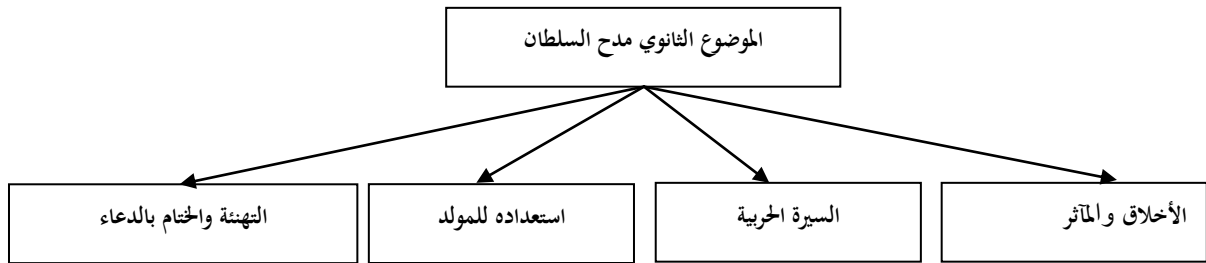 الموضوع الثانوي مدح السلطان
الأخلاق والمآثر
السيرة الحربية
استعداده للمولد
التهنئة والختام بالدعاء